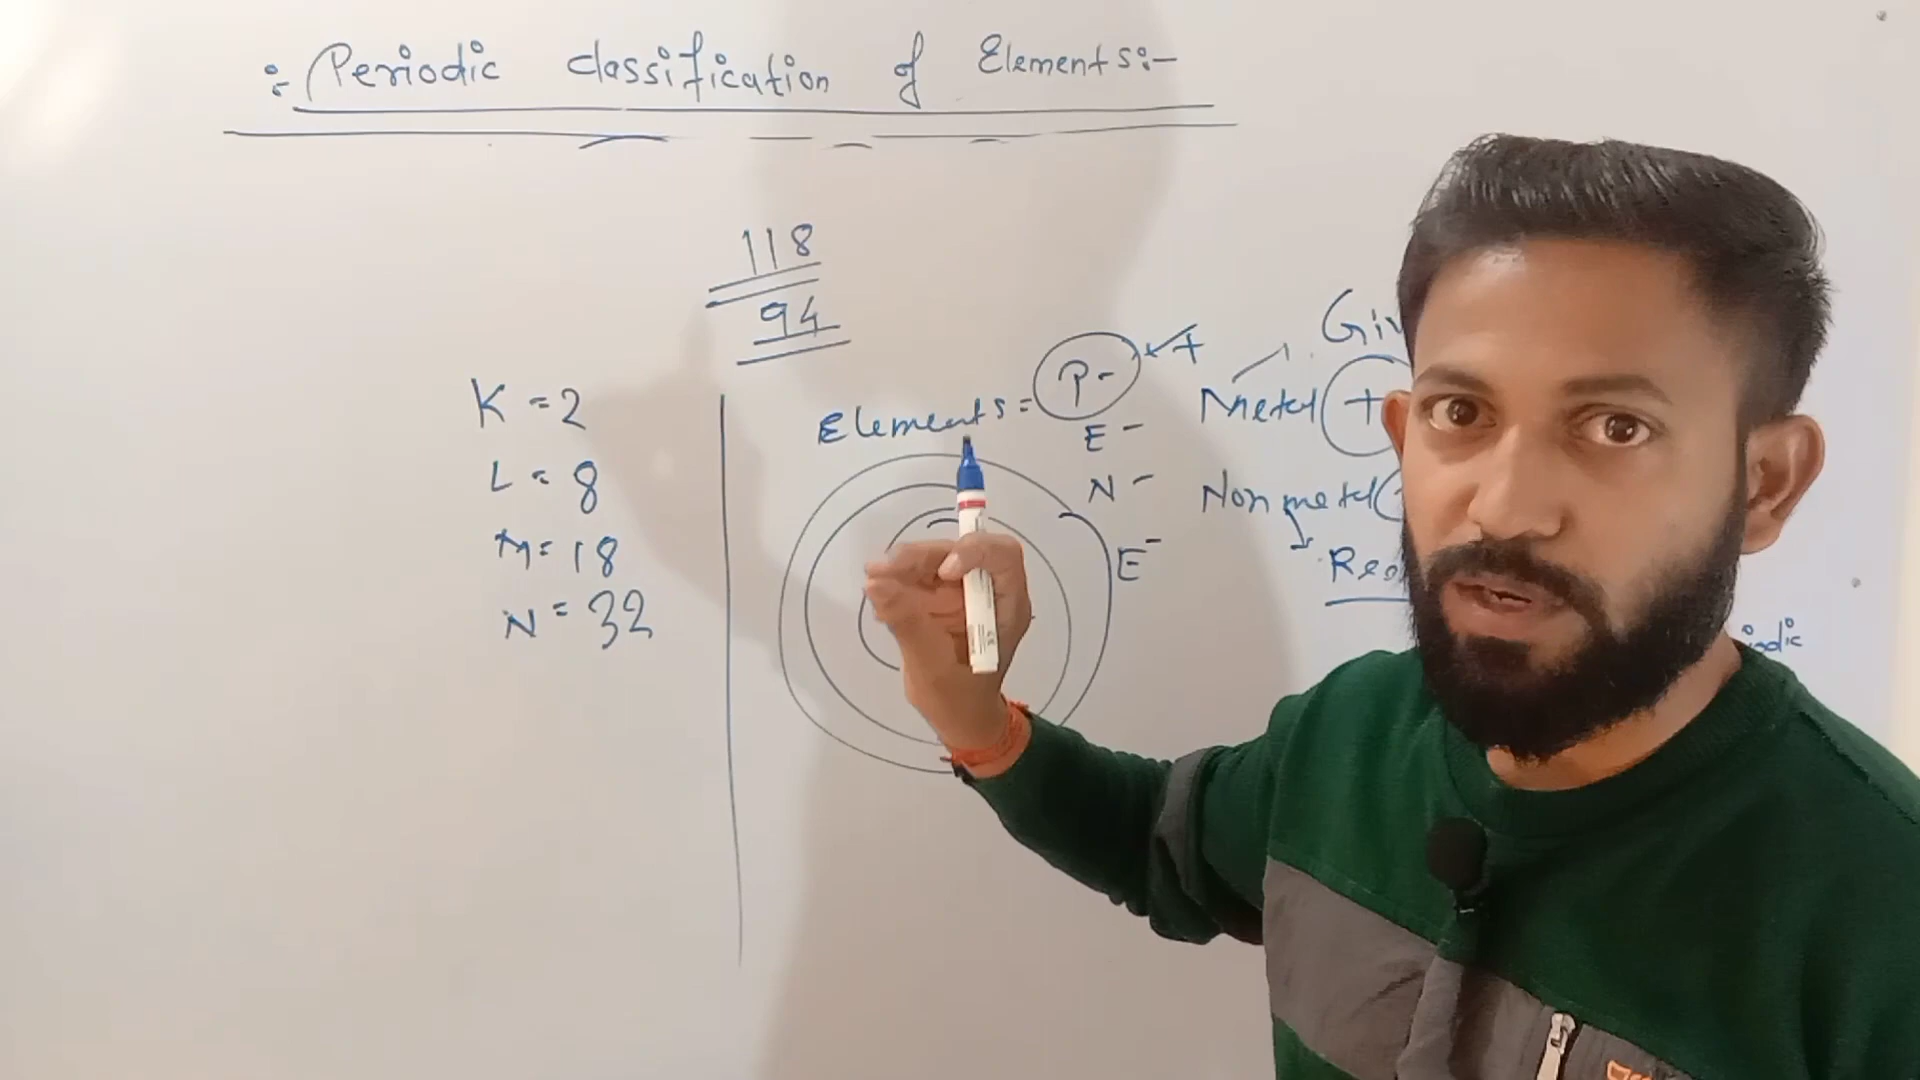 :- Periodic classification of Elements:-
118
94
K = 2
L = 8
M = 18
N = 32
Elements = P - +
E -
N -
E-
Metal +
Non metal